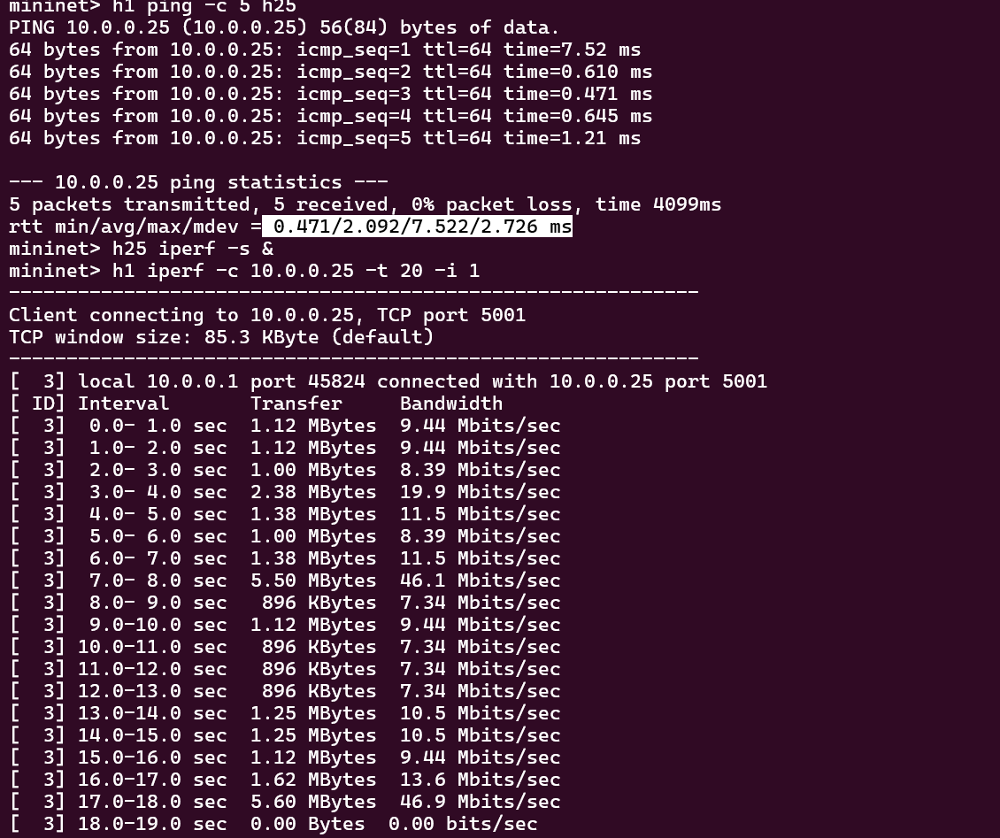 mininet> h1 ping -c 5 h25
PING 10.0.0.25 (10.0.0.25) 56(84) bytes of data.
64 bytes from 10.0.0.25: icmp_seq=1 ttl=64 time=7.52 ms
64 bytes from 10.0.0.25: icmp_seq=2 ttl=64 time=0.610 ms
64 bytes from 10.0.0.25: icmp_seq=3 ttl=64 time=0.471 ms
64 bytes from 10.0.0.25: icmp_seq=4 ttl=64 time=0.645 ms
64 bytes from 10.0.0.25: icmp_seq=5 ttl=64 time=1.21 ms
--- 10.0.0.25 ping statistics ---
5 packets transmitted, 5 received, 0% packet loss, time 4099ms
rtt min/avg/max/mdev = 0.471/2.092/7.522/2.726 ms
mininet> h25 iperf -s &
mininet> h1 iperf -c 10.0.0.25 -t 20 -i 1
------------------------------------------------------------
Client connecting to 10.0.0.25, TCP port 5001
TCP window size: 85.3 KByte (default)
------------------------------------------------------------
[  3] local 10.0.0.1 port 45824 connected with 10.0.0.25 port 5001
[ ID] Interval       Transfer     Bandwidth
[  3]  0.0- 1.0 sec  1.12 MBytes  9.44 Mbits/sec
[  3]  1.0- 2.0 sec  1.12 MBytes  9.44 Mbits/sec
[  3]  2.0- 3.0 sec  1.00 MBytes  8.39 Mbits/sec
[  3]  3.0- 4.0 sec  2.38 MBytes  19.9 Mbits/sec
[  3]  4.0- 5.0 sec  1.38 MBytes  11.5 Mbits/sec
[  3]  5.0- 6.0 sec  1.00 MBytes  8.39 Mbits/sec
[  3]  6.0- 7.0 sec  1.38 MBytes  11.5 Mbits/sec
[  3]  7.0- 8.0 sec  5.50 MBytes  46.1 Mbits/sec
[  3]  8.0- 9.0 sec   896 KBytes  7.34 Mbits/sec
[  3]  9.0-10.0 sec  1.12 MBytes  9.44 Mbits/sec
[  3] 10.0-11.0 sec   896 KBytes  7.34 Mbits/sec
[  3] 11.0-12.0 sec   896 KBytes  7.34 Mbits/sec
[  3] 12.0-13.0 sec   896 KBytes  7.34 Mbits/sec
[  3] 13.0-14.0 sec  1.25 MBytes  10.5 Mbits/sec
[  3] 14.0-15.0 sec  1.25 MBytes  10.5 Mbits/sec
[  3] 15.0-16.0 sec  1.12 MBytes  9.44 Mbits/sec
[  3] 16.0-17.0 sec  1.62 MBytes  13.6 Mbits/sec
[  3] 17.0-18.0 sec  5.60 MBytes  46.9 Mbits/sec
[  3] 18.0-19.0 sec  0.00 Bytes  0.00 bits/sec